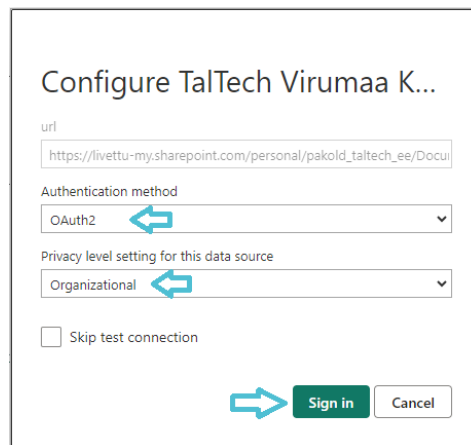 Configure TalTech Virumaa K...
url
https://livettu-my.sharepoint.com/personal/pakold_taltech_ee/Docu
Authentication method
OAuth2
Privacy level setting for this data source
Organizational
Skip test connection
Sign in
Cancel